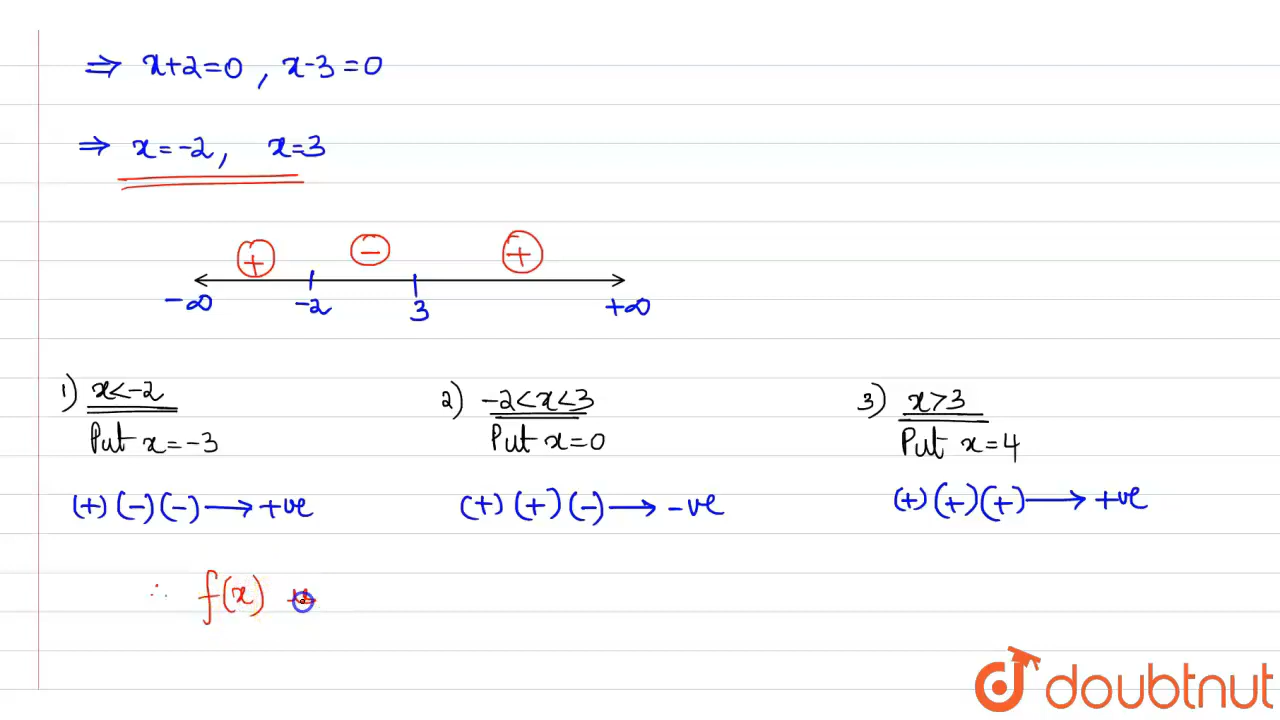 ⇒ x+2=0, x-3=0
⇒ x=-2, x=3
+ − +
-∞ -2 3 +∞
1) x<-2 2) -2<x<3 3) x>3
Put x=-3 Put x=0 Put x=4
(+)(-)(-)⟶+ve (+)(+)(-)⟶-ve (+)(+)(+)⟶+ve
∴ f(x)
doubtnut